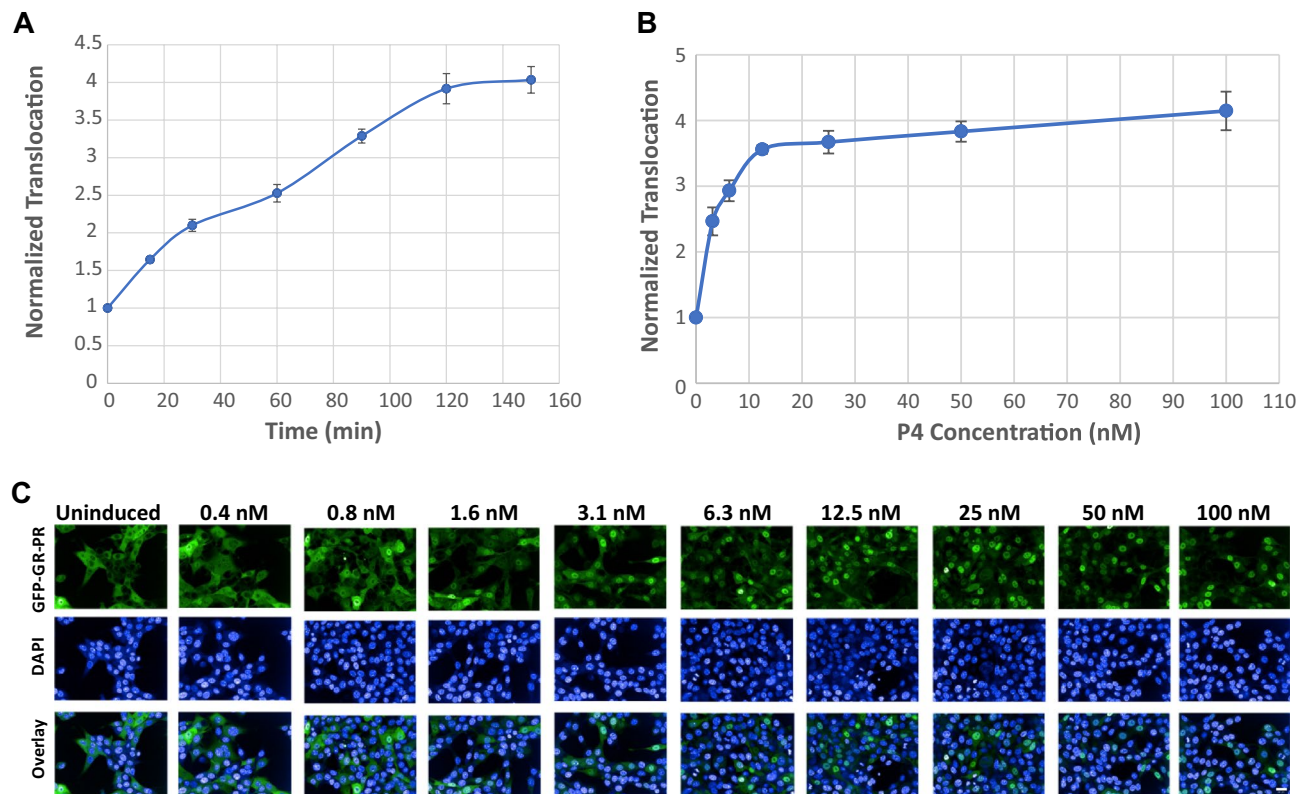 A
4.5
4
3.5
3
2.5
2
1.5
1
0.5
0
Normalized Translocation
0 20 40 60 80 100 120 140 160
Time (min)
B
5
4
3
2
1
0
Normalized Translocation
0 10 20 30 40 50 60 70 80 90 100 110
P4 Concentration (nM)
C
Uninduced 0.4 nM 0.8 nM 1.6 nM 3.1 nM 6.3 nM 12.5 nM 25 nM 50 nM 100 nM
GFP-GR-PR
DAPI
Overlay